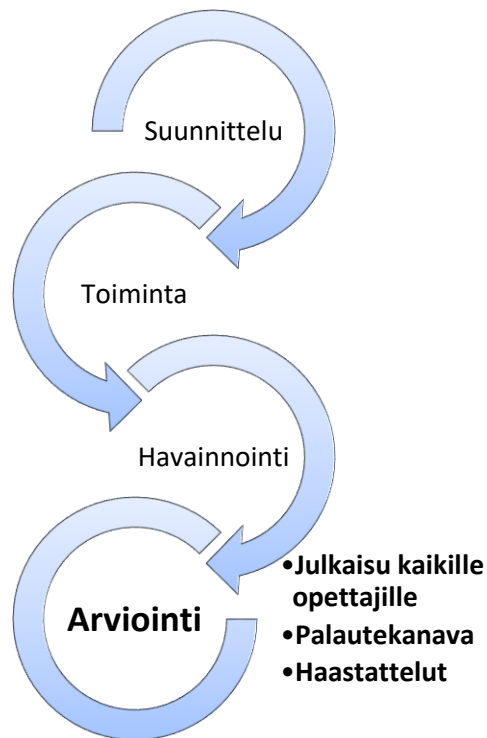 Suunnittelu
Toiminta
Havainnointi
Arviointi
•Julkaisu kaikille
opettajille
•Palautekanava
•Haastattelut